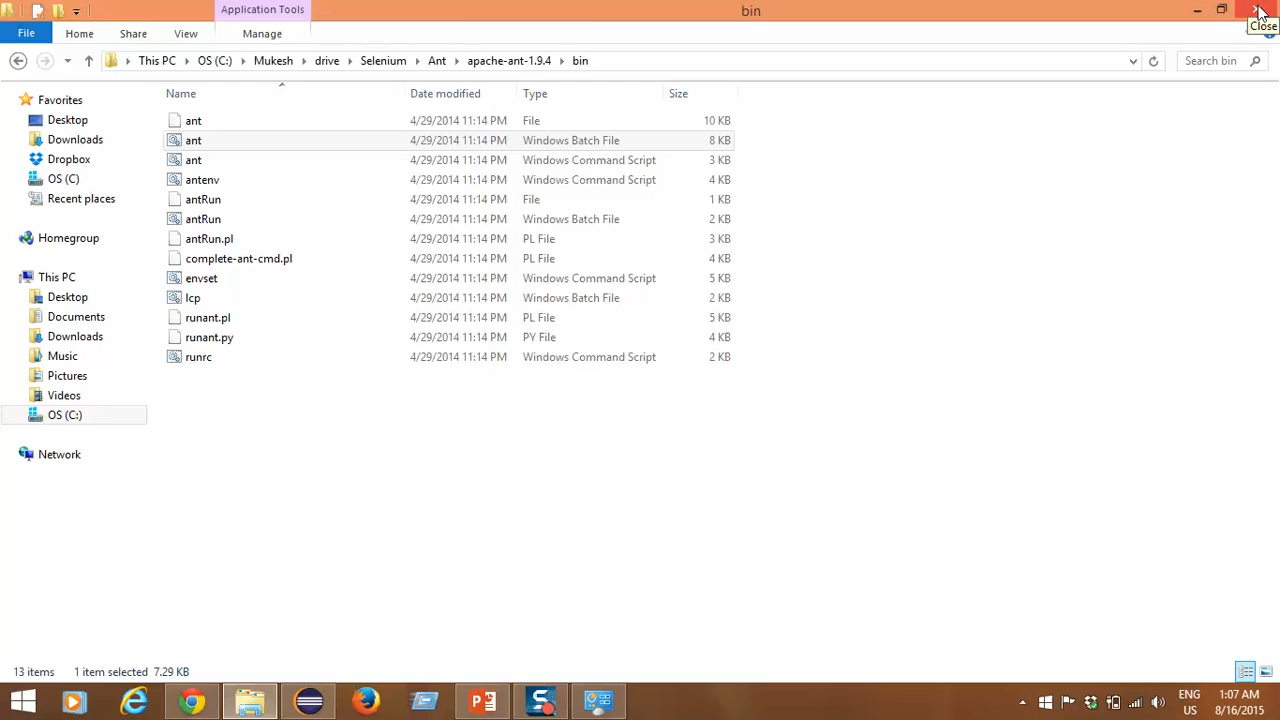 Application Tools
bin
Close
File Home Share View Manage
This PC OS (C:) Mukesh drive Selenium Ant apache-ant-1.9.4 bin
Search bin
Name Date modified Type Size
Favorites
Desktop
Downloads
Dropbox
OS (C:)
Recent places
Homegroup
This PC
Desktop
Documents
Downloads
Music
Pictures
Videos
OS (C:)
Network
ant 4/29/2014 11:14 PM File 10 KB
ant 4/29/2014 11:14 PM Windows Batch File 8 KB
ant 4/29/2014 11:14 PM Windows Command Script 3 KB
antenv 4/29/2014 11:14 PM Windows Command Script 4 KB
antRun 4/29/2014 11:14 PM File 1 KB
antRun 4/29/2014 11:14 PM Windows Batch File 2 KB
antRun.pl 4/29/2014 11:14 PM PL File 3 KB
complete-ant-cmd.pl 4/29/2014 11:14 PM PL File 4 KB
envset 4/29/2014 11:14 PM Windows Command Script 5 KB
lcp 4/29/2014 11:14 PM Windows Batch File 2 KB
runant.pl 4/29/2014 11:14 PM PL File 5 KB
runant.py 4/29/2014 11:14 PM PY File 4 KB
runrc 4/29/2014 11:14 PM Windows Command Script 2 KB
13 items 1 item selected 7.29 KB
ENG 1:07 AM
US 8/16/2015